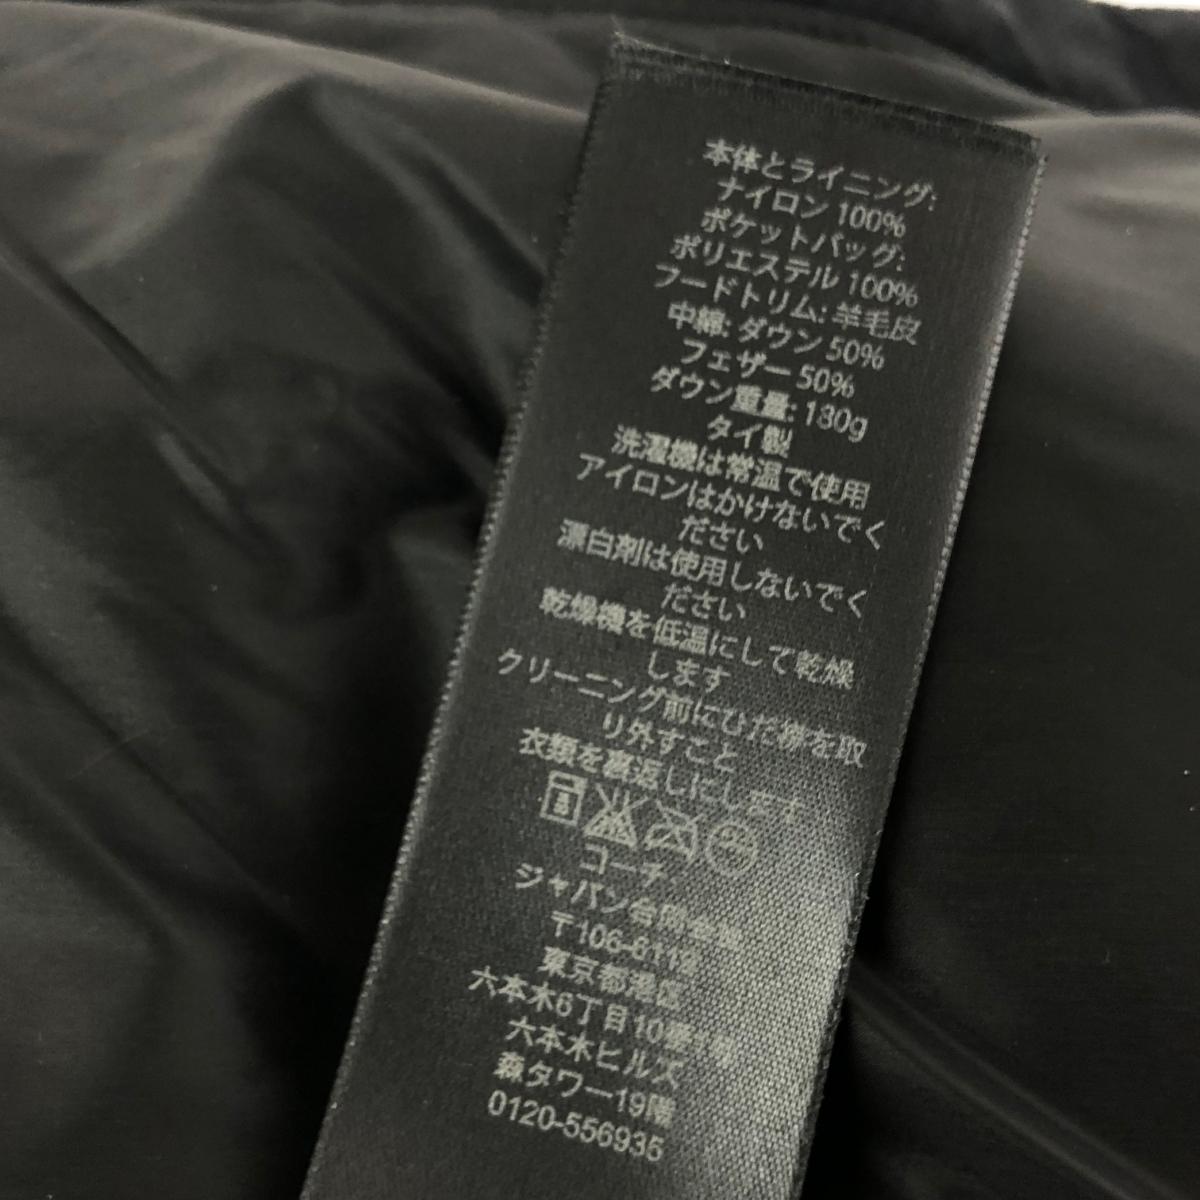 本体とライニング:
ナイロン 100%
ポケットバッグ:
ポリエステル 100%
フードトリム: 羊毛皮
中綿: ダウン 50%
フェザー 50%
ダウン重量: 180g
タイ製
洗濯機は常温で使用
アイロンはかけないでく
ださい
漂白剤は使用しないでく
ださい
乾燥機を低温にして乾燥
します
クリーニング前にひだ襟を取
り外すこと
衣類を裏返しにします
コーチ
ジャパン合同会社
〒106-6119
東京都港区
六本木6丁目10番1号
六本木ヒルズ
森タワー19階
0120-556935